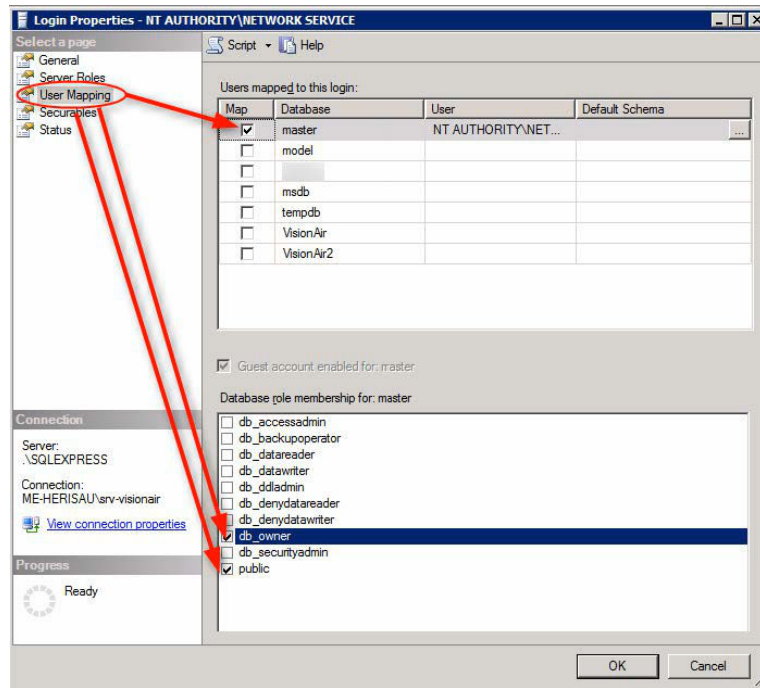 Login Properties - NT AUTHORITY\NETWORK SERVICE
Select a page
General
Server Roles
User Mapping
Securables
Status
Script Help
Users mapped to this login:
Map Database User Default Schema
master NT AUTHORITY\NET... ...
model
msdb
tempdb
VisionAir
VisionAir2
Guest account enabled for: master
Database role membership for: master
db_accessadmin
db_backupoperator
db_datareader
db_datawriter
db_ddladmin
db_denydatareader
db_denydatawriter
db_owner
db_securityadmin
public
Connection
Server:
.\SQLEXPRESS
Connection:
ME-HERISAU\srv-visionair
View connection properties
Progress
Ready
OK Cancel